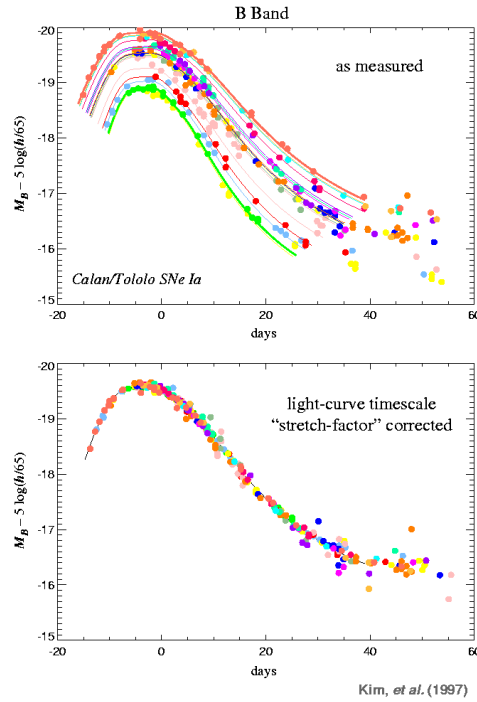 B Band
-20
-19
-18
-17
-16
-15
M_B – 5 log(h/65)
as measured
Calan/Tololo SNe Ia
-20
0
20
40
60
days
-20
-19
-18
-17
-16
-15
M_B – 5 log(h/65)
light-curve timescale
“stretch-factor” corrected
-20
0
20
40
60
days
Kim, et al. (1997)